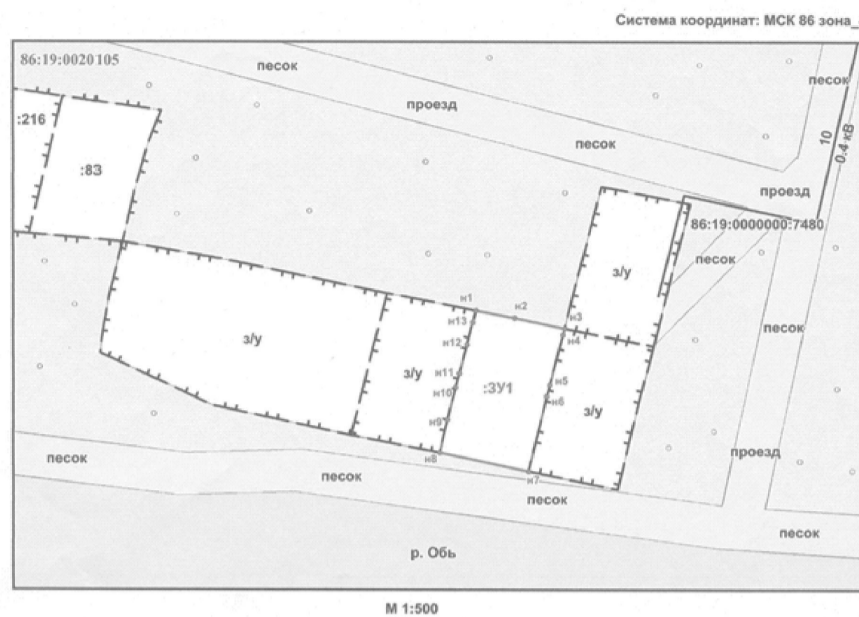 Система координат: МСК 86 зона_
86:19:0020105
песок
песок
проезд
:216
10
0.4 кВ
песок
:83
проезд
86:19:0000000:7480
песок
з/у
н1
н2
н3
н13
н4
песок
з/у
н12
з/у
н11
:ЗУ1
н5
н10
н6
з/у
н9
проезд
песок
н8
песок
н7
песок
песок
р. Обь
М 1:500